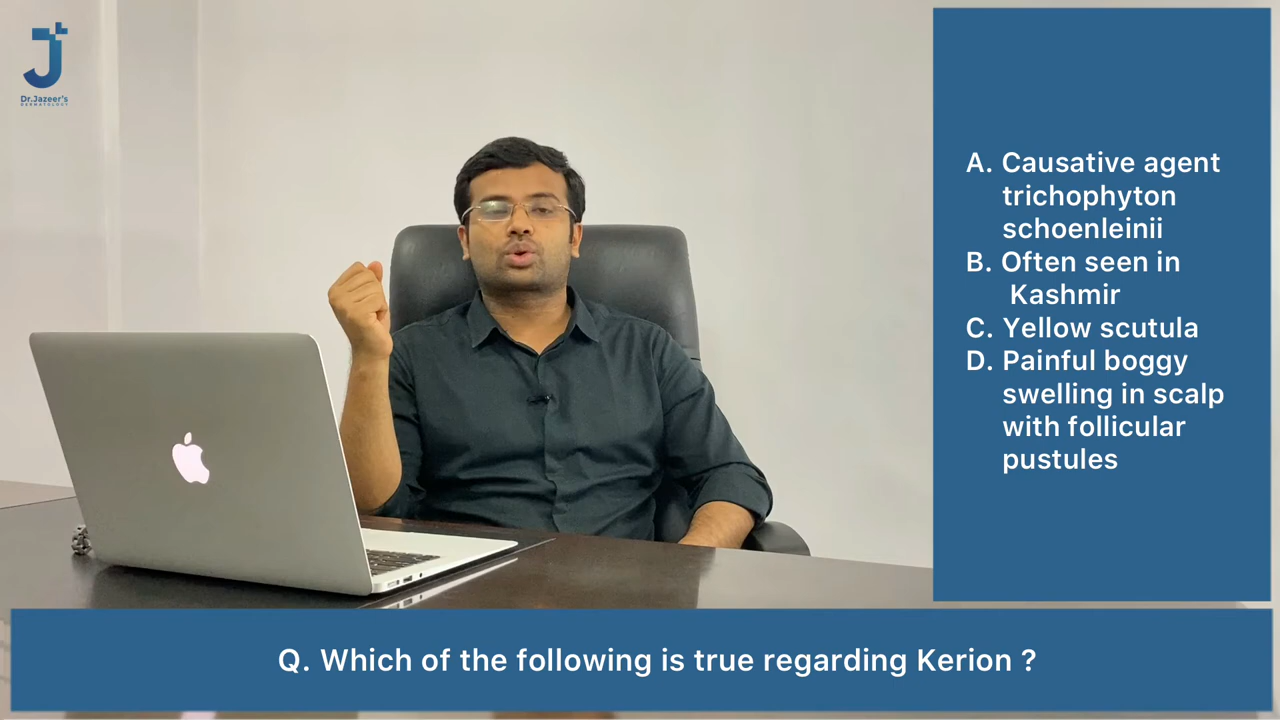 Dr.Jazeer's
DERMATOLOGY
A. Causative agent
trichophyton
schoenleinii
B. Often seen in
Kashmir
C. Yellow scutula
D. Painful boggy
swelling in scalp
with follicular
pustules
Q. Which of the following is true regarding Kerion ?